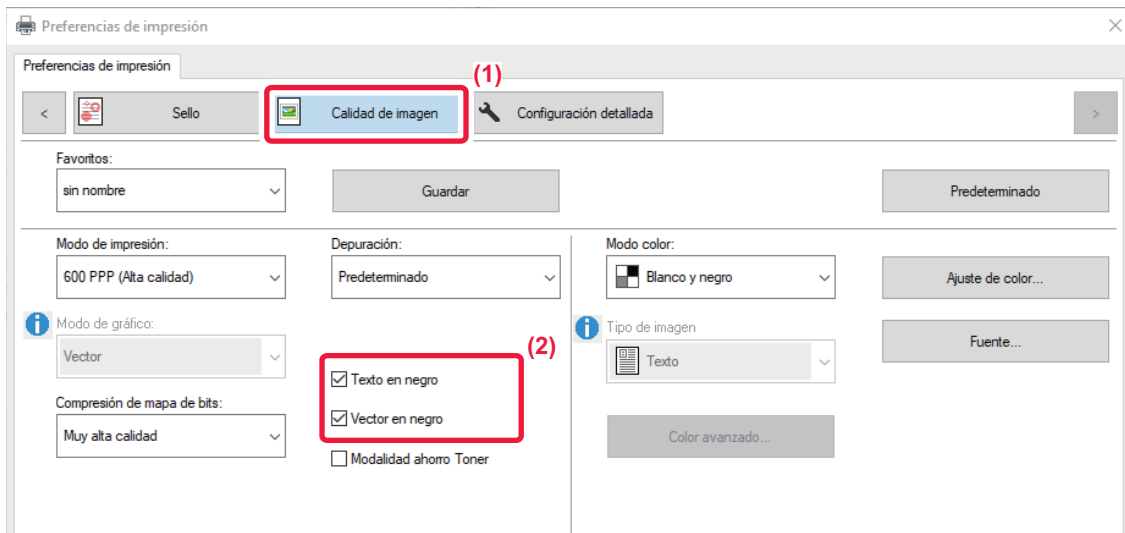 Preferencias de impresión
Preferencias de impresión
(1)
< Sello Calidad de imagen Configuración detallada >
Favoritos:
sin nombre Guardar Predeterminado
Modo de impresión: Depuración: Modo color:
600 PPP (Alta calidad) Predeterminado Blanco y negro Ajuste de color...
Modo de gráfico: Tipo de imagen
(2)
Vector Texto Fuente...
Texto en negro
Compresión de mapa de bits:
Vector en negro
Muy alta calidad Color avanzado...
Modalidad ahorro Toner